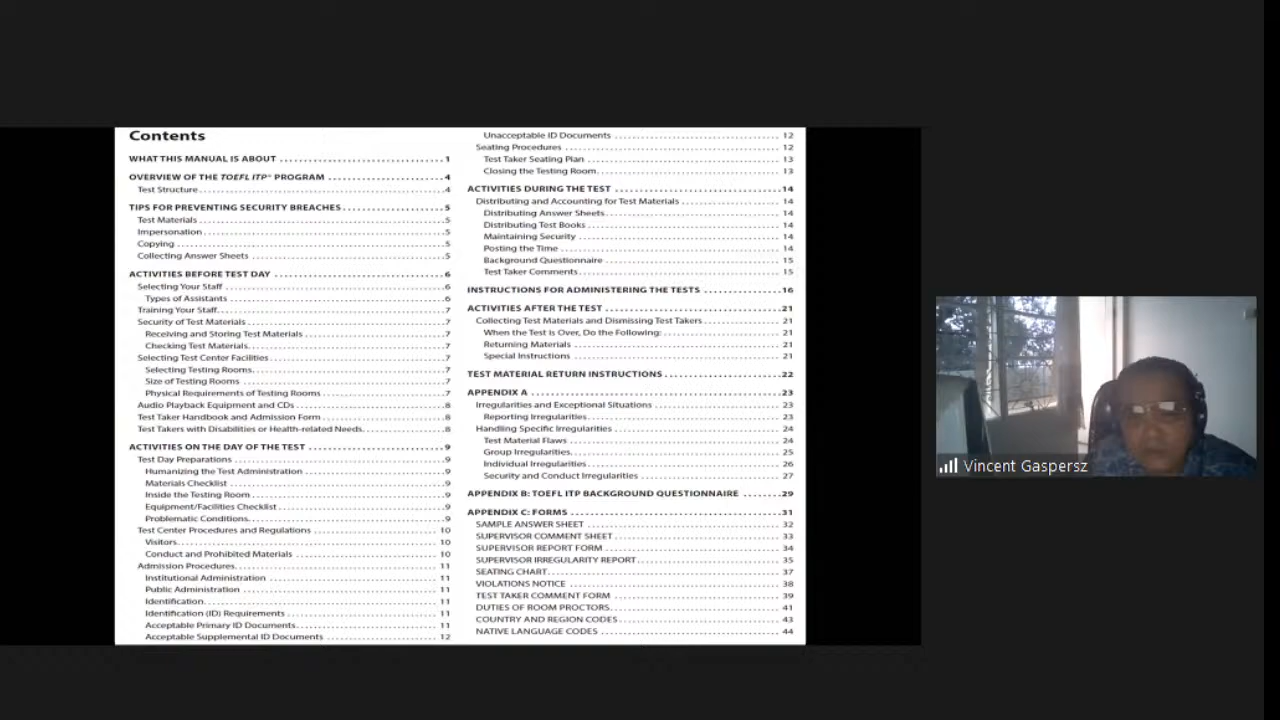 Contents
WHAT THIS MANUAL IS ABOUT ........................................1
OVERVIEW OF THE TOEFL ITP® PROGRAM ............................4
Test Structure ........................................................4
TIPS FOR PREVENTING SECURITY BREACHES .........................5
Test Materials ........................................................5
Impersonation ........................................................5
Copying ..............................................................5
Collecting Answer Sheets .............................................5
ACTIVITIES BEFORE TEST DAY ........................................6
Selecting Your Staff ..................................................6
Types of Assistants ..................................................6
Training Your Staff ...................................................7
Security of Test Materials ............................................7
Receiving and Storing Test Materials .................................7
Checking Test Materials ..............................................7
Selecting Test Center Facilities ......................................7
Selecting Testing Rooms ..............................................7
Size of Testing Rooms ................................................7
Physical Requirements of Testing Rooms ..............................7
Audio Playback Equipment and CDs ...................................8
Test Taker Handbook and Admission Form .............................8
Test Takers with Disabilities or Health-related Needs ................8
ACTIVITIES ON THE DAY OF THE TEST ................................9
Test Day Preparations ................................................9
Humanizing the Test Administration ..................................9
Materials Checklist ...................................................9
Inside the Testing Room ..............................................9
Equipment/Facilities Checklist ........................................9
Problematic Conditions ...............................................9
Test Center Procedures and Regulations .............................10
Visitors .............................................................10
Conduct and Prohibited Materials ...................................10
Admission Procedures ...............................................11
Institutional Administration .........................................11
Public Administration ...............................................11
Identification .......................................................11
Identification (ID) Requirements .....................................11
Acceptable Primary ID Documents ...................................11
Acceptable Supplemental ID Documents ..............................12
Unacceptable ID Documents .........................................12
Seating Procedures ..................................................12
Test Taker Seating Plan ..............................................13
Closing the Testing Room ............................................13
ACTIVITIES DURING THE TEST ......................................14
Distributing and Accounting for Test Materials ......................14
Distributing Answer Sheets ..........................................14
Distributing Test Books ..............................................14
Maintaining Security ................................................14
Posting the Time ....................................................14
Background Questionnaire ...........................................15
Test Taker Comments ................................................15
INSTRUCTIONS FOR ADMINISTERING THE TESTS ......................16
ACTIVITIES AFTER THE TEST .......................................21
Collecting Test Materials and Dismissing Test Takers .................21
When the Test is Over, Do the Following: .............................21
Returning Materials .................................................21
Special Instructions .................................................21
TEST MATERIAL RETURN INSTRUCTIONS .............................22
APPENDIX A .........................................................23
Irregularities and Exceptional Situations .............................23
Reporting Irregularities ..............................................23
Handling Specific Irregularities ......................................24
Test Material Flaws ..................................................24
Group Irregularities .................................................25
Individual Irregularities .............................................26
Security and Conduct Irregularities ..................................27
APPENDIX B: TOEFL ITP BACKGROUND QUESTIONNAIRE ...............29
APPENDIX C: FORMS .................................................31
SAMPLE ANSWER SHEET ..............................................32
SUPERVISOR COMMENT SHEET ........................................33
SUPERVISOR REPORT FORM ..........................................34
SUPERVISOR IRREGULARITY REPORT ..................................35
SEATING CHART .....................................................37
VIOLATIONS NOTICE .................................................38
TEST TAKER COMMENT FORM .........................................39
DUTIES OF ROOM PROCTORS .........................................41
COUNTRY AND REGION CODES ........................................43
NATIVE LANGUAGE CODES ............................................44
Vincent Gaspersz